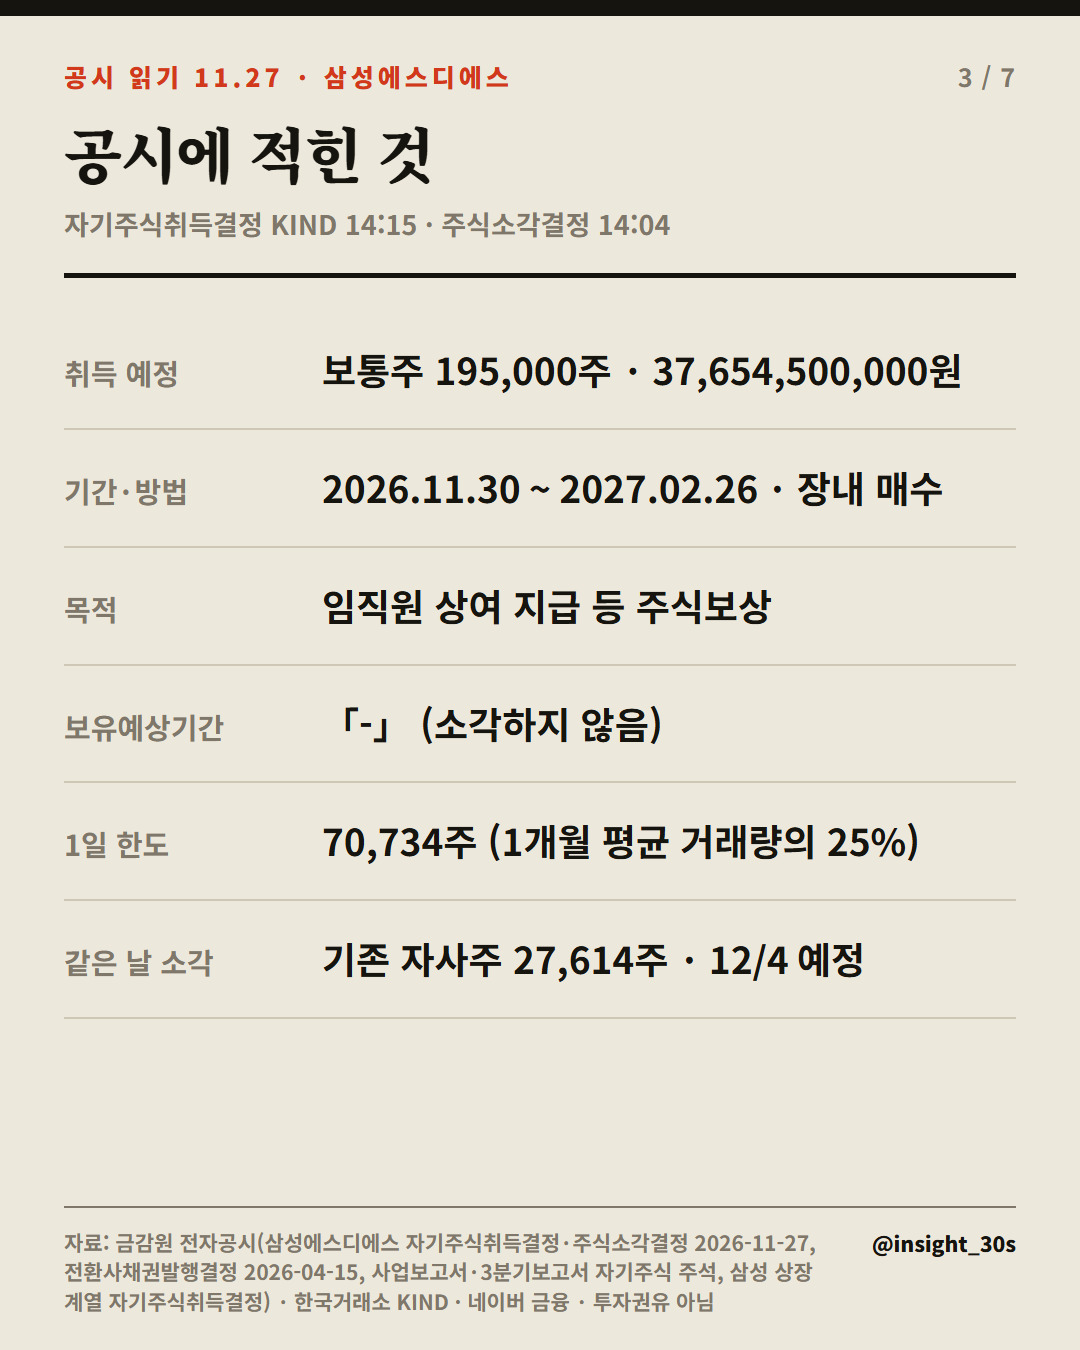 공시 읽기 11.27 · 삼성에스디에스
3 / 7
공시에 적힌 것
자기주식취득결정 KIND 14:15 · 주식소각결정 14:04
취득 예정 보통주 195,000주 · 37,654,500,000원
기간·방법 2026.11.30 ~ 2027.02.26 · 장내 매수
목적 임직원 상여 지급 등 주식보상
보유예상기간 「-」 (소각하지 않음)
1일 한도 70,734주 (1개월 평균 거래량의 25%)
같은 날 소각 기존 자사주 27,614주 · 12/4 예정
자료: 금감원 전자공시(삼성에스디에스 자기주식취득결정·주식소각결정 2026-11-27,
전환사채권발행결정 2026-04-15, 사업보고서·3분기보고서 자기주식 주석, 삼성 상장
계열 자기주식취득결정) · 한국거래소 KIND · 네이버 금융 · 투자권유 아님
@insight_30s